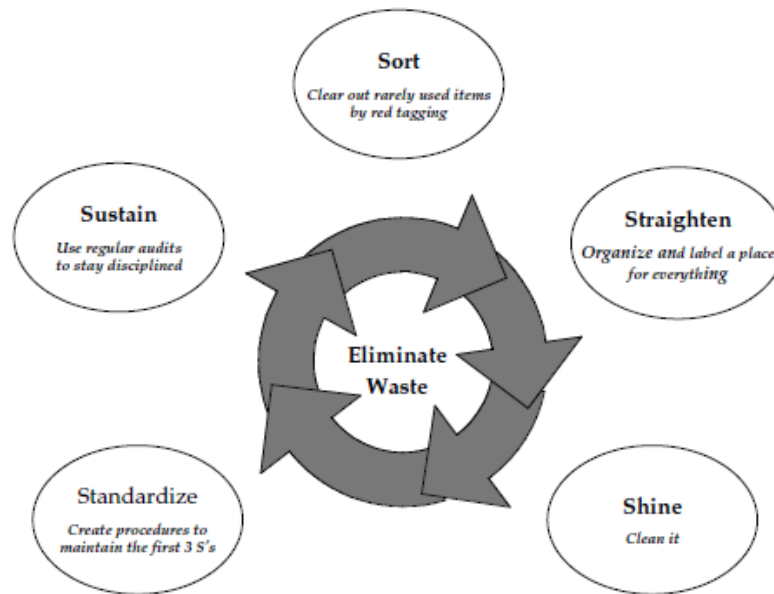 Sort
Clear out rarely used items
by red tagging
Straighten
Organize and label a place
for everything
Shine
Clean it
Standardize
Create procedures to
maintain the first 3 S's
Sustain
Use regular audits
to stay disciplined
Eliminate
Waste